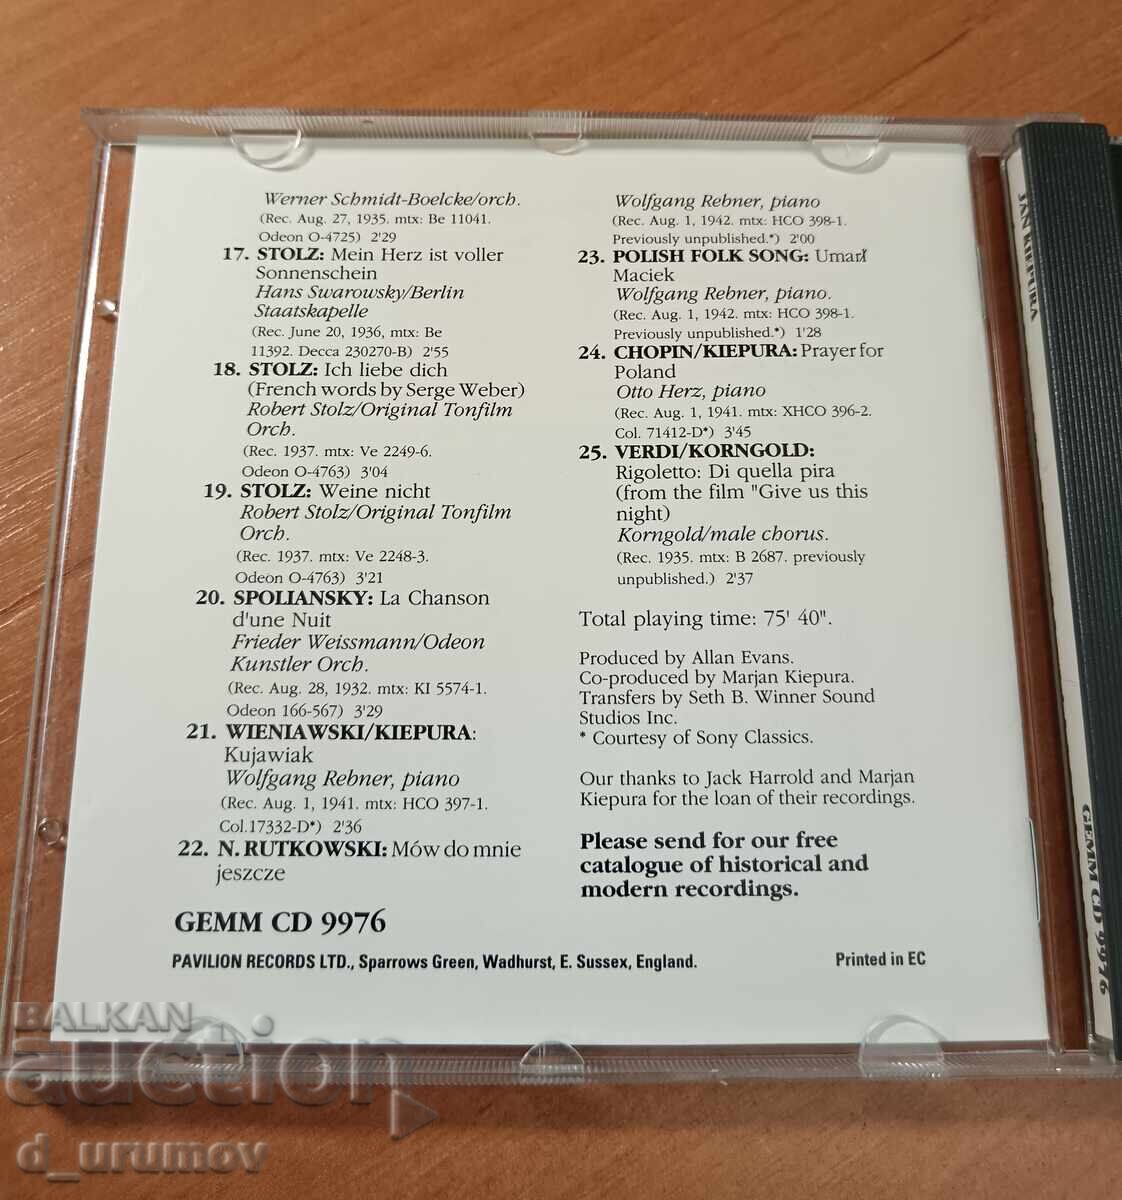 Werner Schmidt-Boelcke/orch.
(Rec. Aug. 27, 1935. mtx: Be 11041.
Odeon O-4725) 2'29
17. STOLZ: Mein Herz ist voller
Sonnenschein
Hans Swarowsky/Berlin
Staatskapelle
(Rec. June 20, 1936, mtx: Be
11392. Decca 230270-B) 2'55
18. STOLZ: Ich liebe dich
(French words by Serge Weber)
Robert Stolz/Original Tonfilm
Orch.
(Rec. 1937. mtx: Ve 2249-6.
Odeon O-4763) 3'04
19. STOLZ: Weine nicht
Robert Stolz/Original Tonfilm
Orch.
(Rec. 1937. mtx: Ve 2248-3.
Odeon O-4763) 3'21
20. SPOLIANSKY: La Chanson
d'une Nuit
Frieder Weissmann/Odeon
Kunstler Orch.
(Rec. Aug. 28, 1932. mtx: KI 5574-1.
Odeon 166-567) 3'29
21. WIENIAWSKI/KIEPURA:
Kujawiak
Wolfgang Rebner, piano
(Rec. Aug. 1, 1941. mtx: HCO 397-1.
Col.17332-D*) 2'36
22. N. RUTKOWSKI: Mów do mnie
jeszcze
Wolfgang Rebner, piano
(Rec. Aug. 1, 1942. mtx: HCO 398-1.
Previously unpublished.*) 2'00
23. POLISH FOLK SONG: Umarł
Maciek
Wolfgang Rebner, piano.
(Rec. Aug. 1, 1942. mtx: HCO 398-1.
Previously unpublished.*) 1'28
24. CHOPIN/KIEPURA: Prayer for
Poland
Otto Herz, piano
(Rec. Aug. 1, 1941. mtx: XHCO 396-2.
Col. 71412-D*) 3'45
25. VERDI/KORNGOLD:
Rigoletto: Di quella pira
(from the film "Give us this
night)
Korngold/male chorus.
(Rec. 1935. mtx: B 2687. previously
unpublished.) 2'37
Total playing time: 75' 40".
Produced by Allan Evans.
Co-produced by Marjan Kiepura.
Transfers by Seth B. Winner Sound
Studios Inc.
* Courtesy of Sony Classics.
Our thanks to Jack Harrold and Marjan
Kiepura for the loan of their recordings.
Please send for our free
catalogue of historical and
modern recordings.
GEMM CD 9976
PAVILION RECORDS LTD., Sparrows Green, Wadhurst, E. Sussex, England.
Printed in EC
JAN KIEPURA
GEMM CD 9976
BALKAN
auction
d_urumov